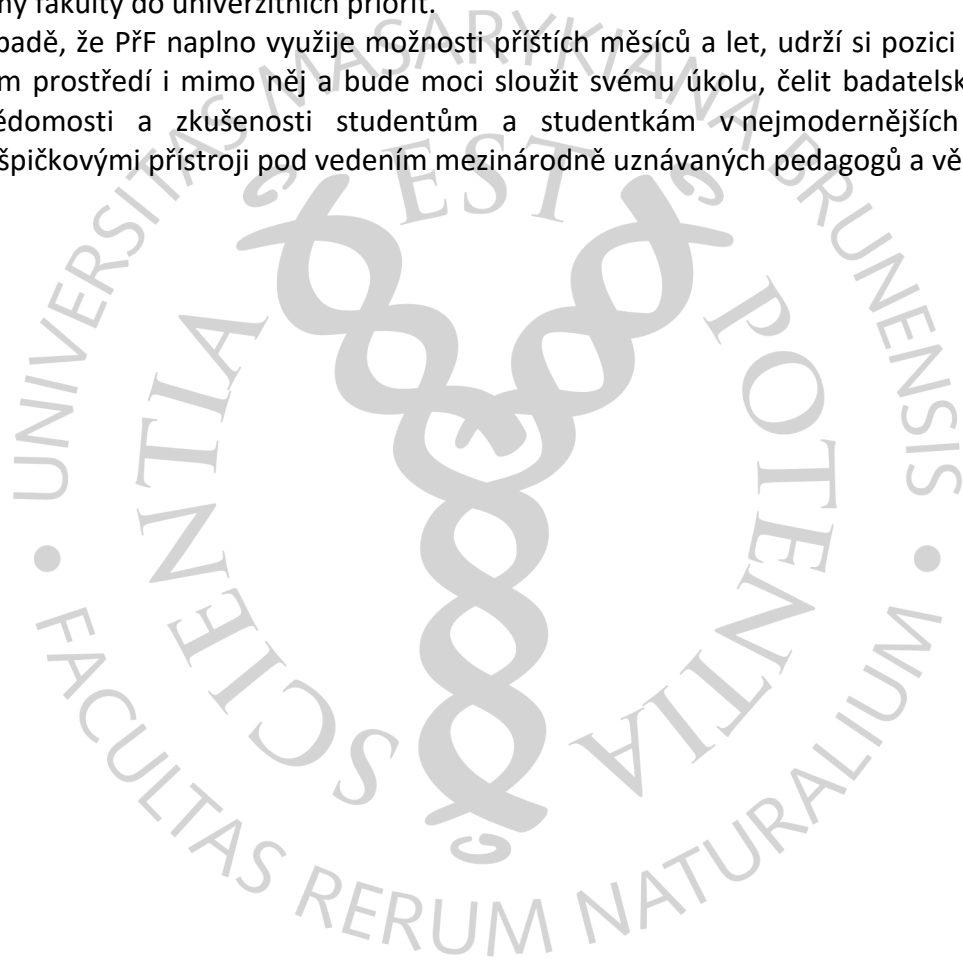 ny fakulty do univerzitních priorit.
padě, že PřF naplno využije možnosti příštích měsíců a let, udrží si pozici
m prostředí i mimo něj a bude moci sloužit svému úkolu, čelit badatelsk
ědomosti a zkušenosti studentům a studentkám v nejmodernějších
špičkovými přístroji pod vedením mezinárodně uznávaných pedagogů a vě
UNIVERSITAS MASARYKIANA BRUNENSIS
SCIENTIA EST POTENTIA
• FACULTAS RERUM NATURALIUM •